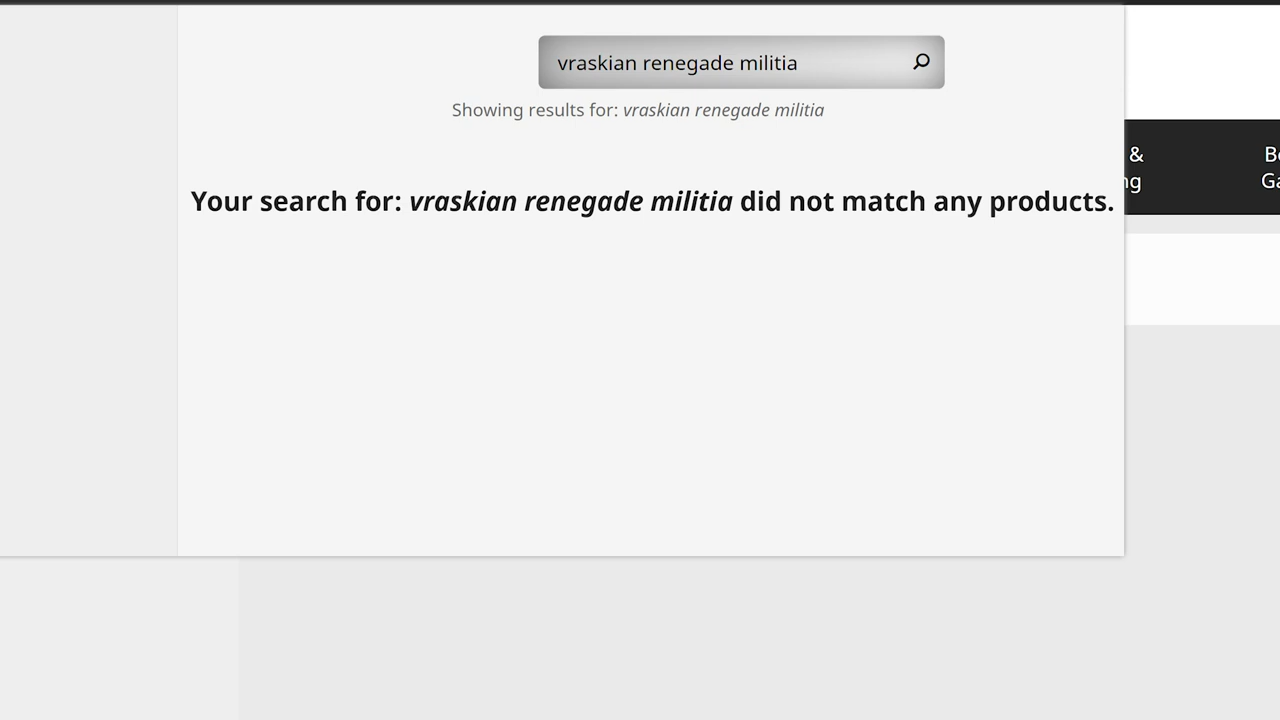 vraskian renegade militia
Showing results for: vraskian renegade militia
Your search for: vraskian renegade militia did not match any products.
&